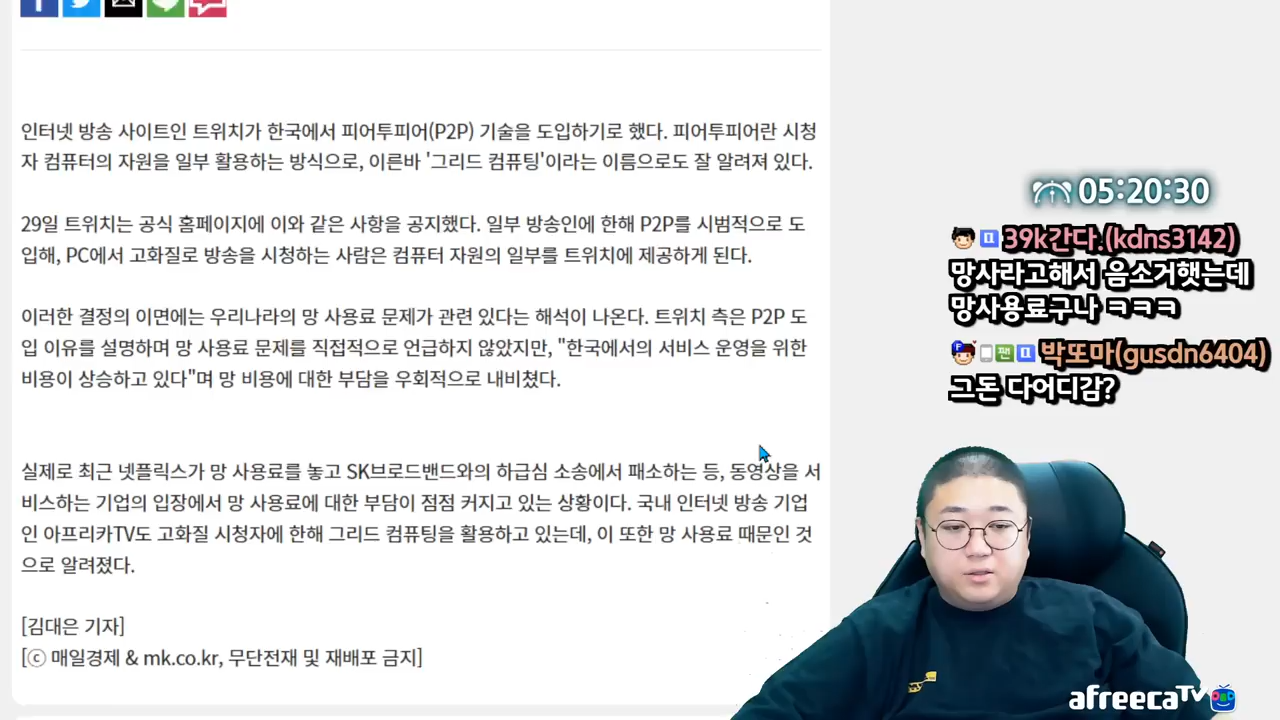 인터넷 방송 사이트인 트위치가 한국에서 피어투피어(P2P) 기술을 도입하기로 했다. 피어투피어란 시청
자 컴퓨터의 자원을 일부 활용하는 방식으로, 이른바 '그리드 컴퓨팅'이라는 이름으로도 잘 알려져 있다.
29일 트위치는 공식 홈페이지에 이와 같은 사항을 공지했다. 일부 방송인에 한해 P2P를 시범적으로 도
입해, PC에서 고화질로 방송을 시청하는 사람은 컴퓨터 자원의 일부를 트위치에 제공하게 된다.
이러한 결정의 이면에는 우리나라의 망 사용료 문제가 관련 있다는 해석이 나온다. 트위치 측은 P2P 도
입 이유를 설명하며 망 사용료 문제를 직접적으로 언급하지 않았지만, "한국에서의 서비스 운영을 위한
비용이 상승하고 있다"며 망 비용에 대한 부담을 우회적으로 내비쳤다.
실제로 최근 넷플릭스가 망 사용료를 놓고 SK브로드밴드와의 하급심 소송에서 패소하는 등, 동영상을 서
비스하는 기업의 입장에서 망 사용료에 대한 부담이 점점 커지고 있는 상황이다. 국내 인터넷 방송 기업
인 아프리카TV도 고화질 시청자에 한해 그리드 컴퓨팅을 활용하고 있는데, 이 또한 망 사용료 때문인 것
으로 알려졌다.
[김대은 기자]
[ⓒ 매일경제 & mk.co.kr, 무단전재 및 재배포 금지]
05:20:30
39k간다.(kdns3142)
망사라고해서 음소거햇는데
망사용료구나 ㅋㅋㅋ
F 팬 박또마(gusdn6404)
그돈 다어디감?
afreecaTV